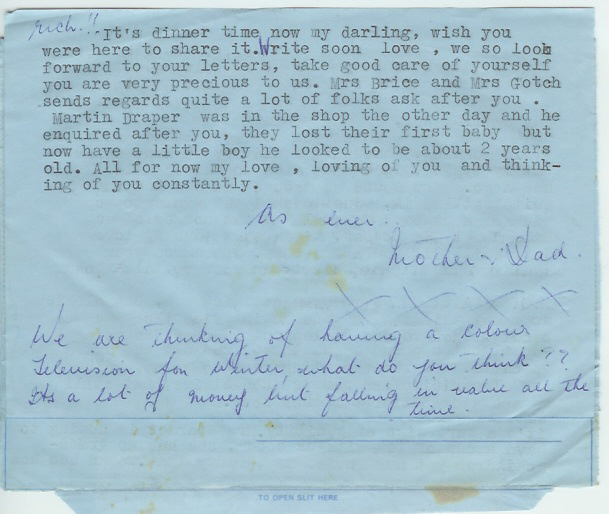 rich!! It's dinner time now my darling, wish you
were here to share it.Write soon love , we so look
forward to your letters, take good care of yourself
you are very precious to us. Mrs Brice and Mrs Gotch
sends regards quite a lot of folks ask after you .
Martin Draper was in the shop the other day and he
enquired after you, they lost their first baby but
now have a little boy he looked to be about 2 years
old. All for now my love , loving of you and think-
ing of you constantly.
As ever.
Mother & Dad.
X X X X
We are thinking of having a colour
Television for Winter, what do you think??
Its a lot of money, but falling in value all the
time.
TO OPEN SLIT HERE